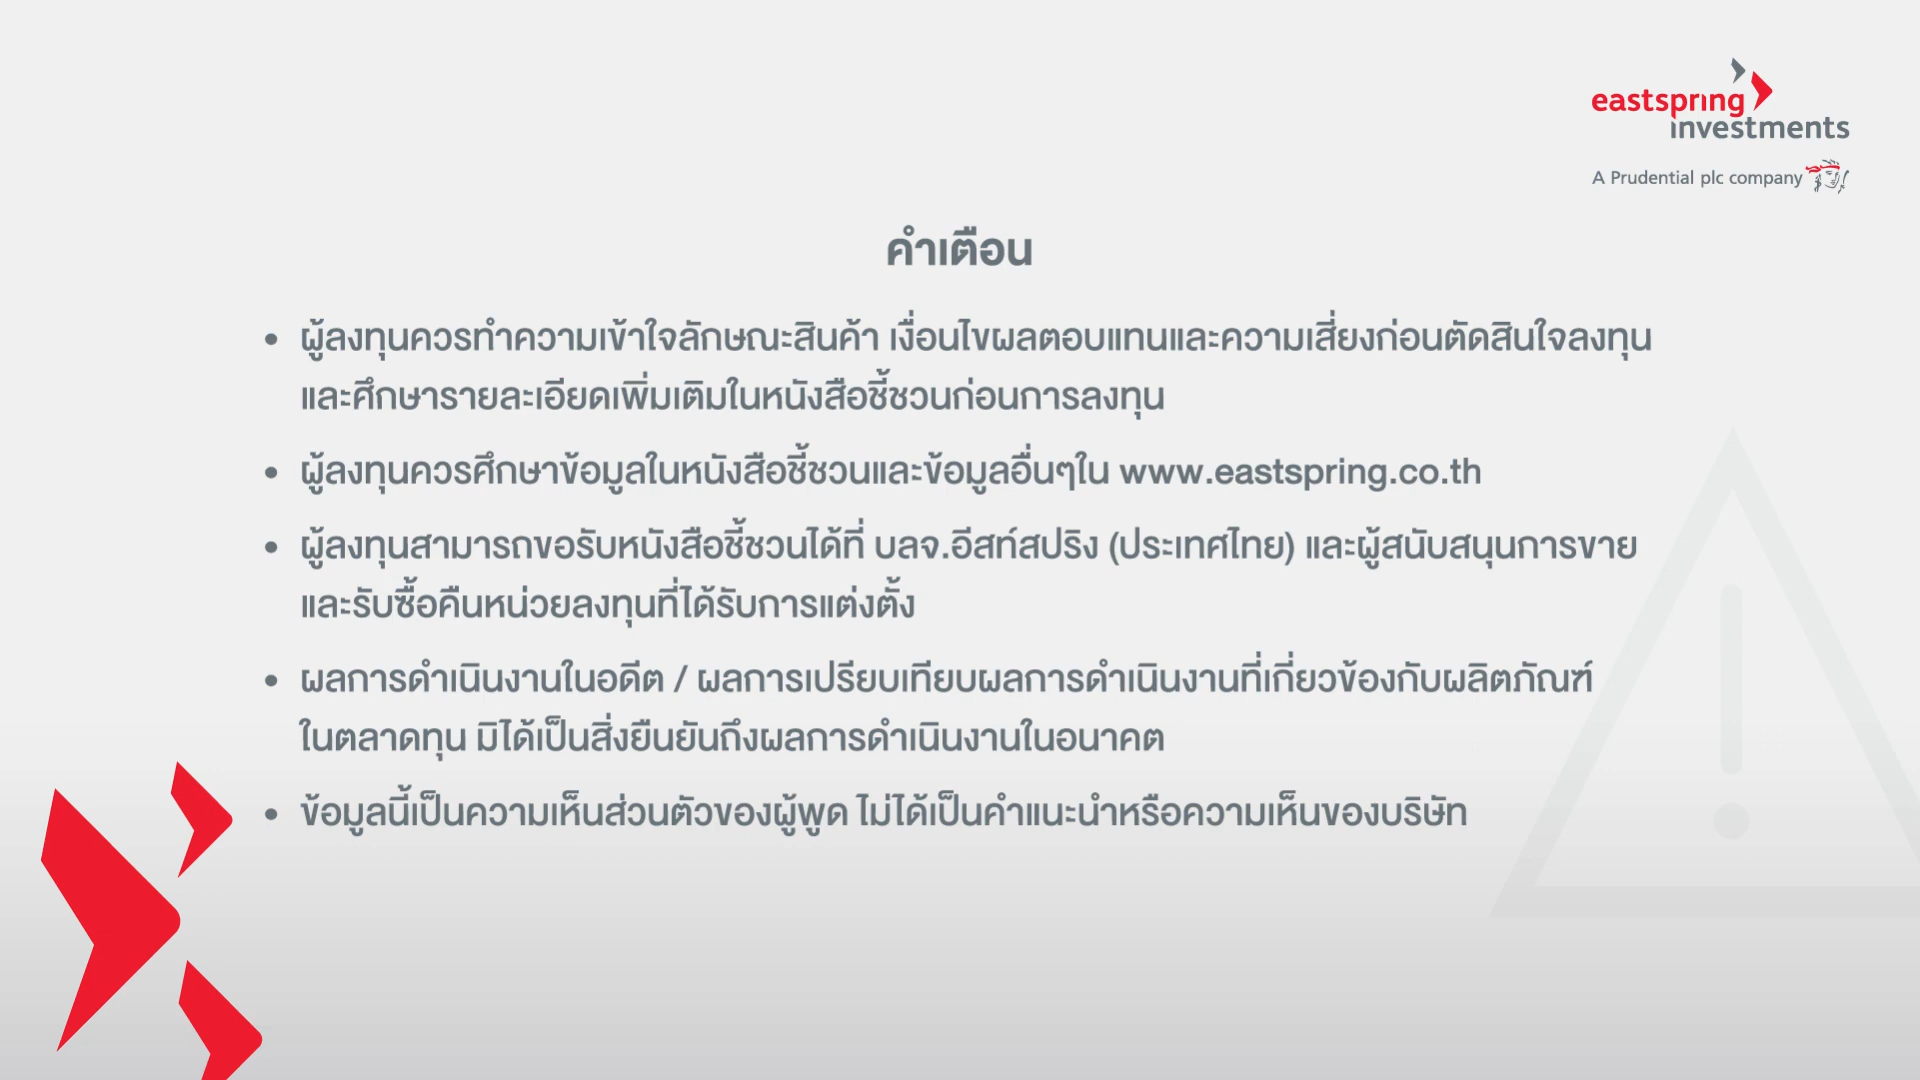 eastspring
investments
A Prudential plc company
คำเตือน
• ผู้ลงทุนควรทำความเข้าใจลักษณะสินค้า เงื่อนไขผลตอบแทนและความเสี่ยงก่อนตัดสินใจลงทุน
และศึกษารายละเอียดเพิ่มเติมในหนังสือชี้ชวนก่อนการลงทุน
• ผู้ลงทุนควรศึกษาข้อมูลในหนังสือชี้ชวนและข้อมูลอื่นๆใน www.eastspring.co.th
• ผู้ลงทุนสามารถขอรับหนังสือชี้ชวนได้ที่ บลจ.อีสท์สปริง (ประเทศไทย) และผู้สนับสนุนการขาย
และรับซื้อคืนหน่วยลงทุนที่ได้รับการแต่งตั้ง
• ผลการดำเนินงานในอดีต / ผลการเปรียบเทียบผลการดำเนินงานที่เกี่ยวข้องกับผลิตภัณฑ์
ในตลาดทุน มิได้เป็นสิ่งยืนยันถึงผลการดำเนินงานในอนาคต
• ข้อมูลนี้เป็นความเห็นส่วนตัวของผู้พูด ไม่ได้เป็นคำแนะนำหรือความเห็นของบริษัท